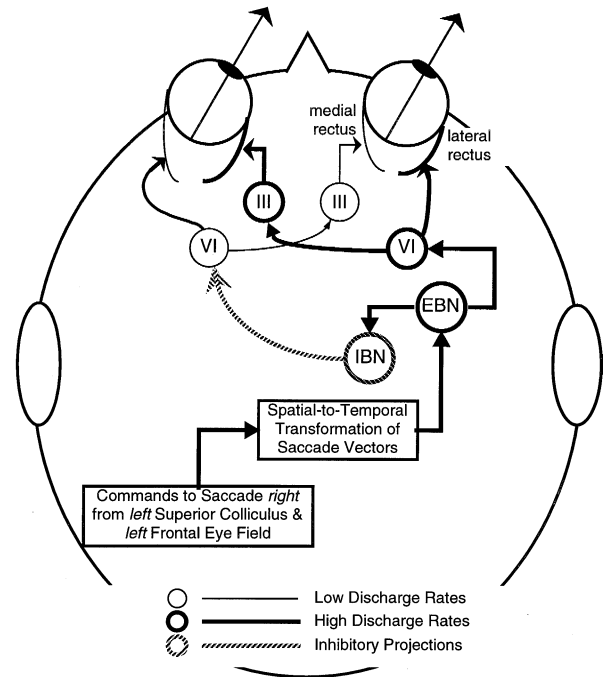 medial
rectus
lateral
rectus
III
III
VI
VI
EBN
IBN
Spatial-to-Temporal
Transformation of
Saccade Vectors
Commands to Saccade right
from left Superior Colliculus &
left Frontal Eye Field
Low Discharge Rates
High Discharge Rates
Inhibitory Projections